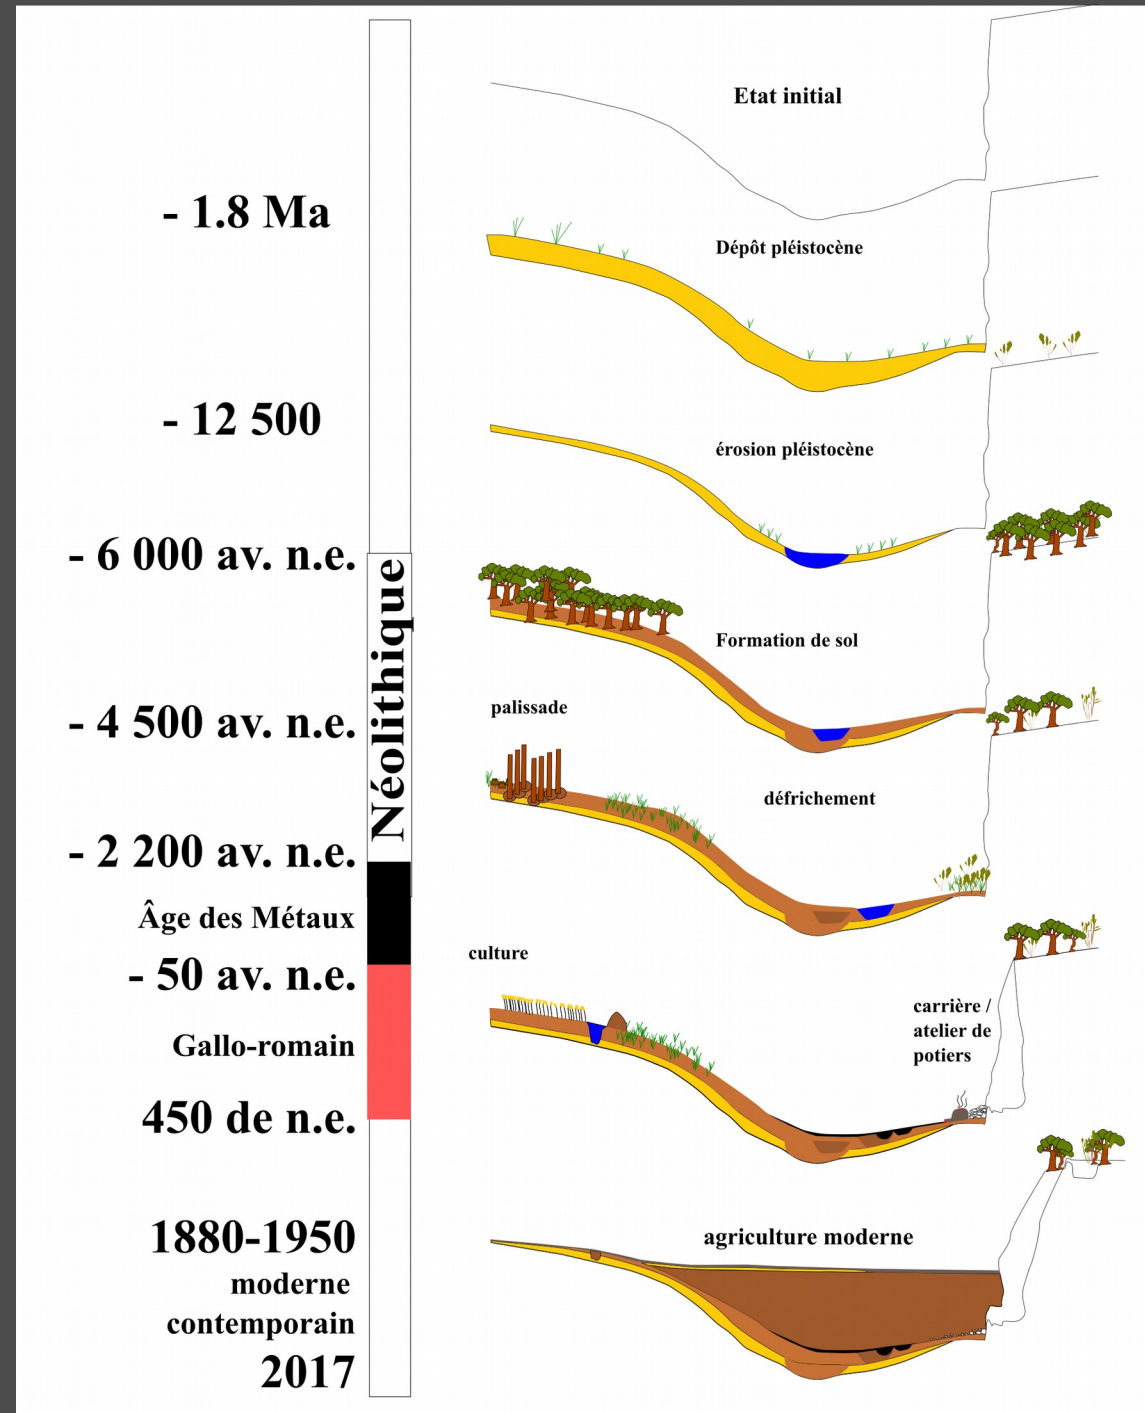 Etat initial
- 1.8 Ma
Dépôt pléistocène
- 12 500
érosion pléistocène
- 6 000 av. n.e.
Néolithique
Formation de sol
- 4 500 av. n.e.
palissade
défrichement
- 2 200 av. n.e.
Âge des Métaux
culture
- 50 av. n.e.
carrière /
atelier de
potiers
Gallo-romain
450 de n.e.
1880-1950
agriculture moderne
moderne
contemporain
2017